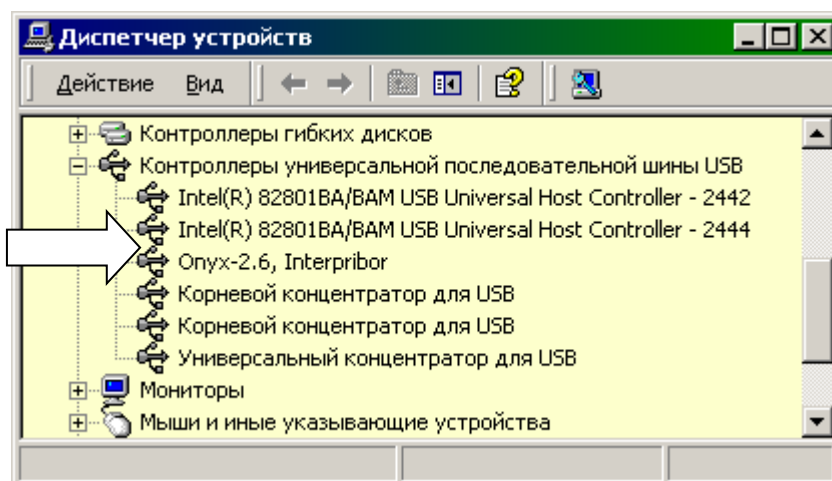 Диспетчер устройств
Действие Вид
Контроллеры гибких дисков
Контроллеры универсальной последовательной шины USB
Intel(R) 82801BA/BAM USB Universal Host Controller - 2442
Intel(R) 82801BA/BAM USB Universal Host Controller - 2444
Onyx-2.6, Interpribor
Корневой концентратор для USB
Корневой концентратор для USB
Универсальный концентратор для USB
Мониторы
Мыши и иные указывающие устройства